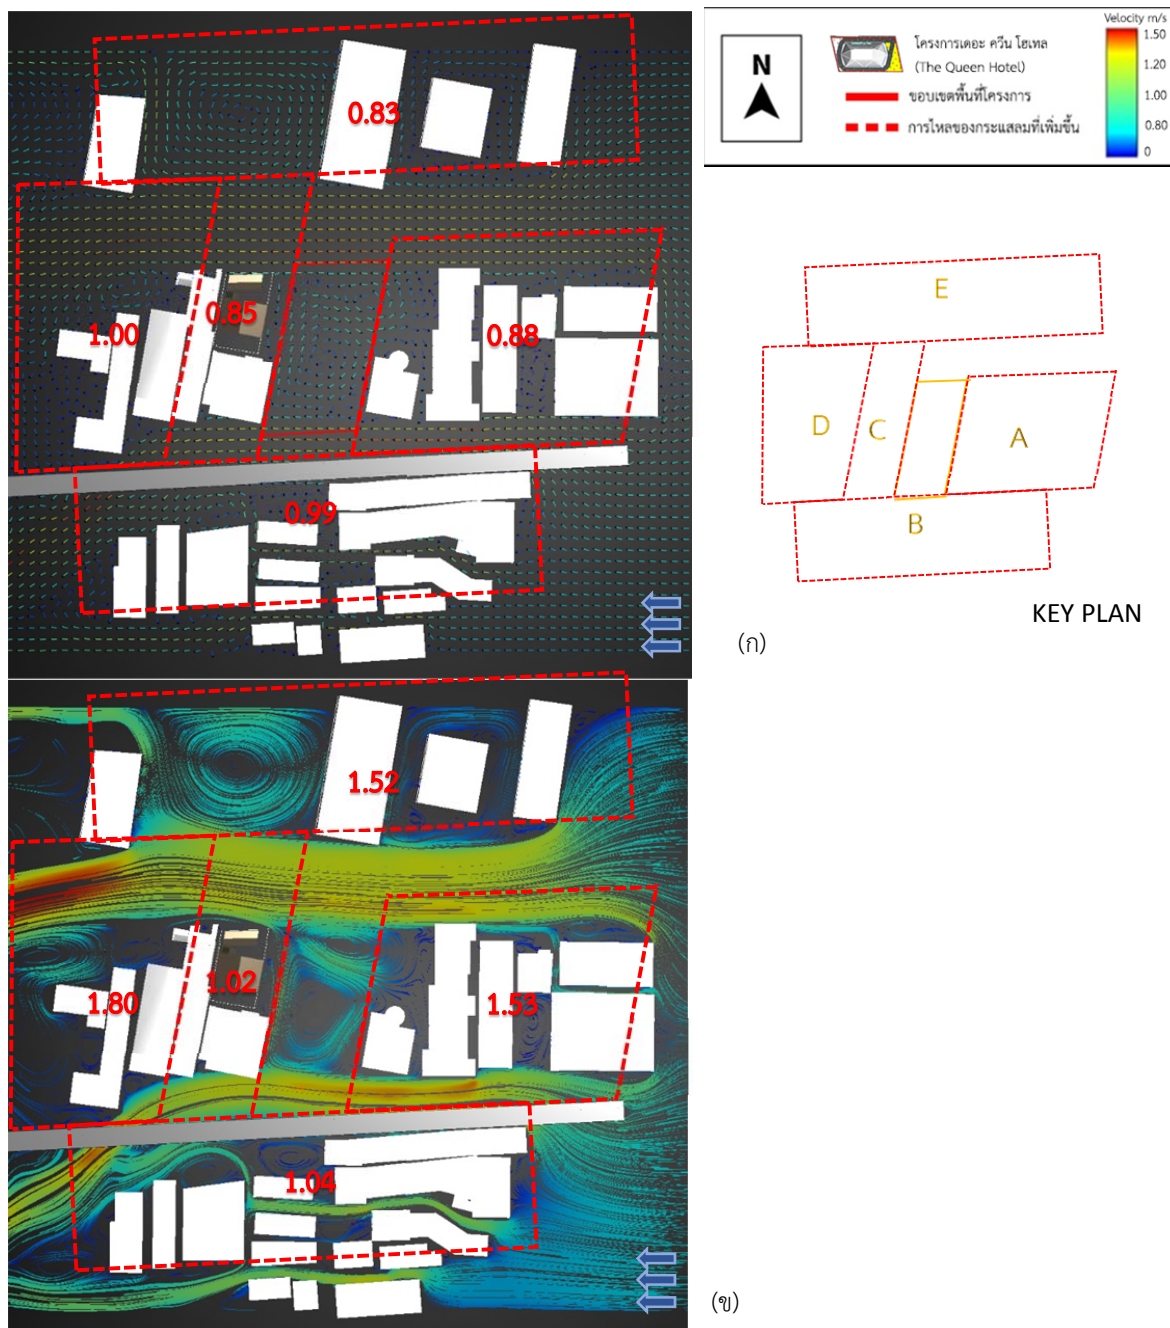 Velocity m/s
1.50
1.20
1.00
0.80
0
N
โครงการเดอะ ควีน โฮเทล
(The Queen Hotel)
ขอบเขตพื้นที่โครงการ
การไหลของกระแสลมที่เพิ่มขึ้น
0.83
1.00
0.85
0.88
0.99
E
D
C
A
B
KEY PLAN
(ก)
1.52
1.80
1.02
1.53
1.04
(ข)